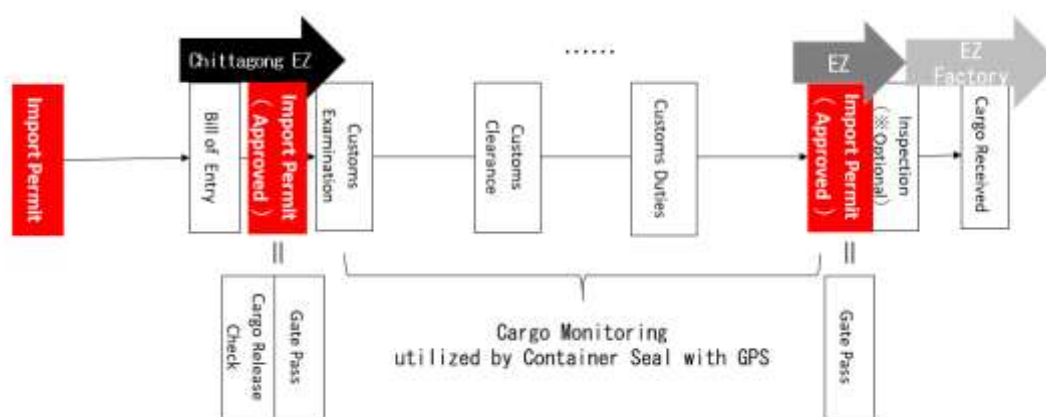 Chittagong EZ
......
EZ
EZ
Factory
Import Permit
Bill of Entry
Import Permit
(Approved)
Customs
Examination
Customs
Clearance
Customs Duties
Import Permit
(Approved)
Inspection
(※Optional)
Cargo Received
=
=
Cargo Release
Check
Gate Pass
Cargo Monitoring
utilized by Container Seal with GPS
Gate Pass